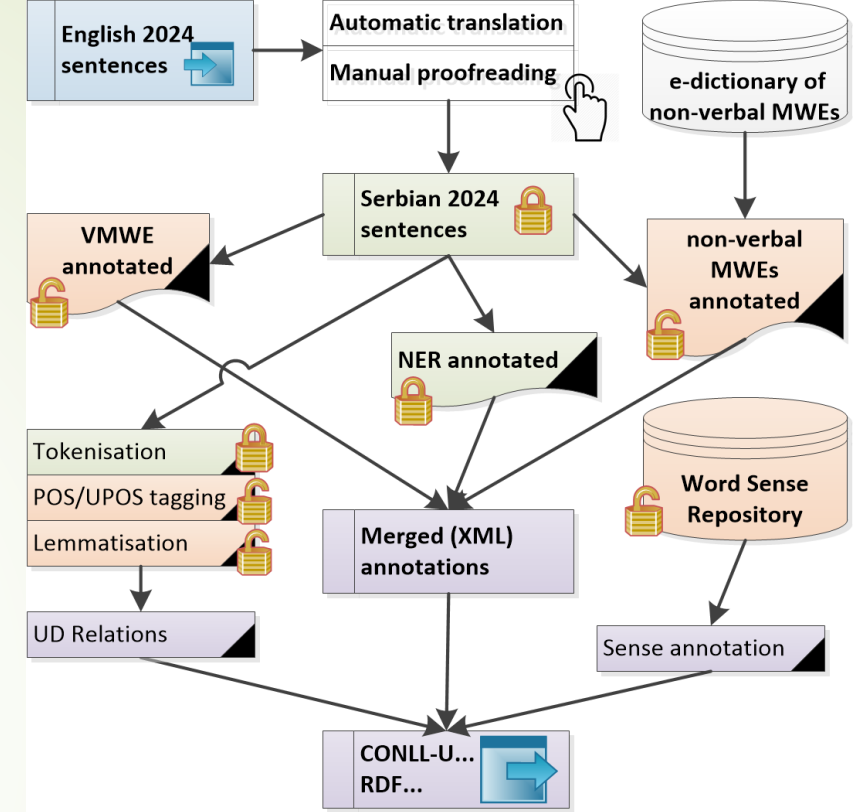 English 2024
sentences
Automatic translation
Manual proofreading
e-dictionary of
non-verbal MWEs
Serbian 2024
sentences
VMWE
annotated
non-verbal
MWEs
annotated
NER annotated
Tokenisation
POS/UPOS tagging
Lemmatisation
Merged (XML)
annotations
Word Sense
Repository
UD Relations
Sense annotation
CONLL-U...
RDF...